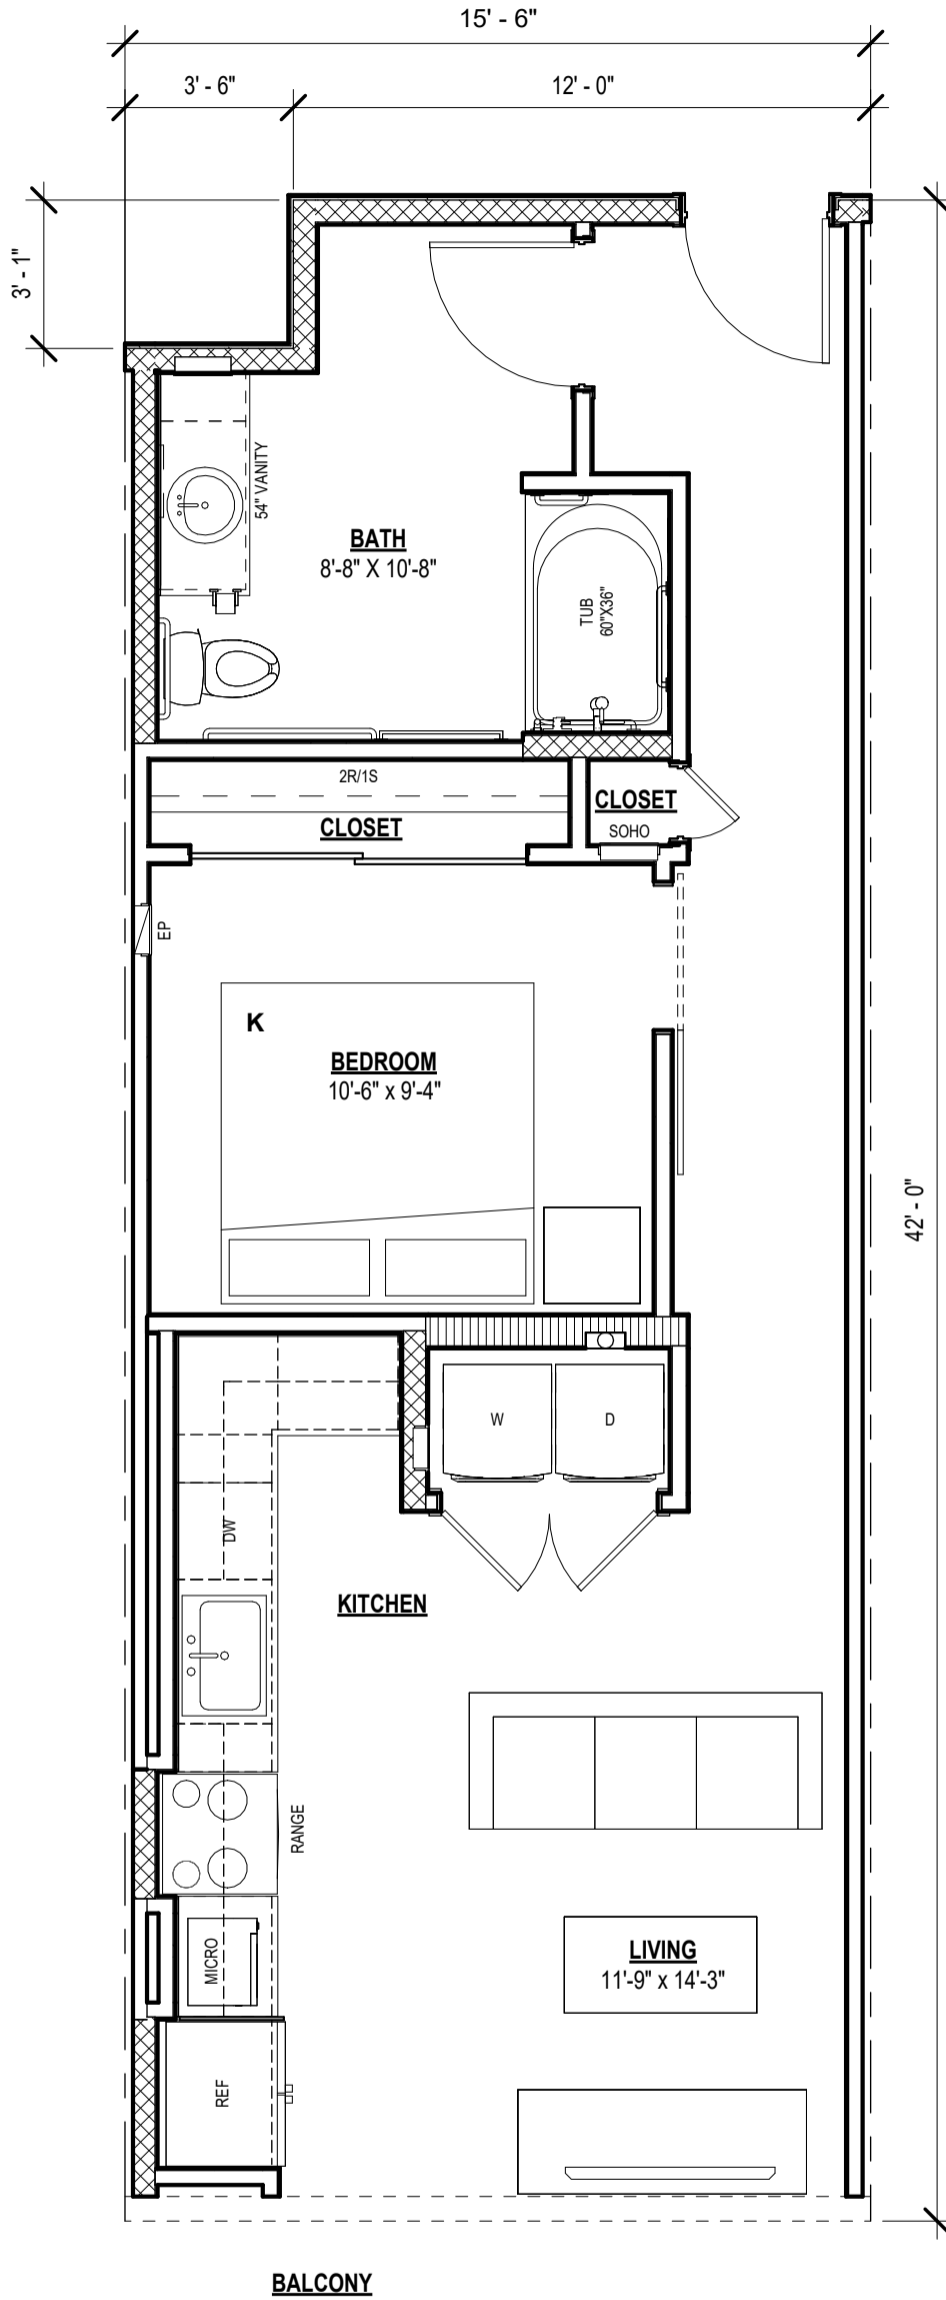 15' - 6"
3' - 6"
12' - 0"
3' - 1"
54" VANITY
BATH
8'-8" X 10'-8"
TUB
60"X36"
2R/1S
CLOSET
CLOSET
SOHO
EP
K
BEDROOM
10'-6" x 9'-4"
42' - 0"
W
D
DW
KITCHEN
RANGE
MICRO
LIVING
11'-9" x 14'-3"
REF
BALCONY